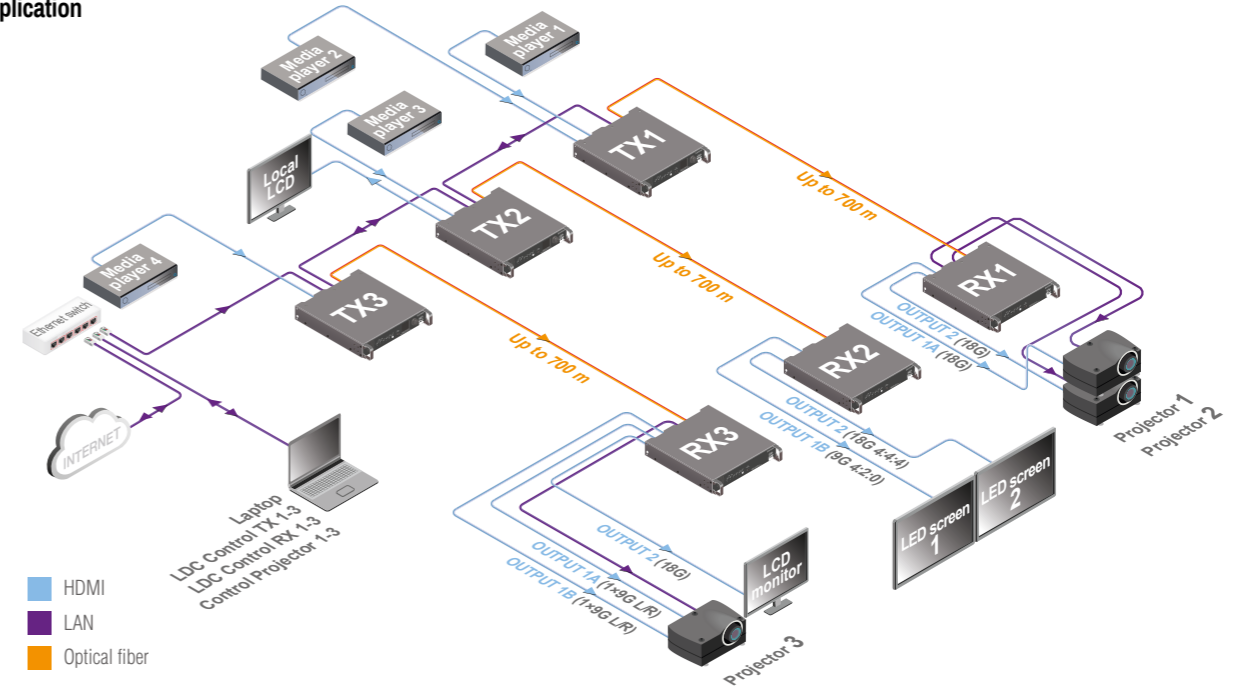 plication
Media
player 1
Media
player 2
Media
player 3
TX1
Local
LCD
TX2
Up to 700 m
Media
player 4
TX3
Up to 700 m
RX1
Ethernet switch
OUTPUT 2 (18G)
OUTPUT 1A (18G)
Up to 700 m
RX2
Projector 1
Projector 2
INTERNET
OUTPUT 2 (18G 4:4:4)
OUTPUT 1B (9G 4:2:0)
RX3
LED screen
1
LED screen
2
Laptop
LDC Control TX 1-3
LDC Control RX 1-3
Control Projector 1-3
OUTPUT 2 (18G)
OUTPUT 1A (1×9G L/R)
OUTPUT 1B (1×9G L/R)
LCD
monitor
Projector 3
HDMI
LAN
Optical fiber